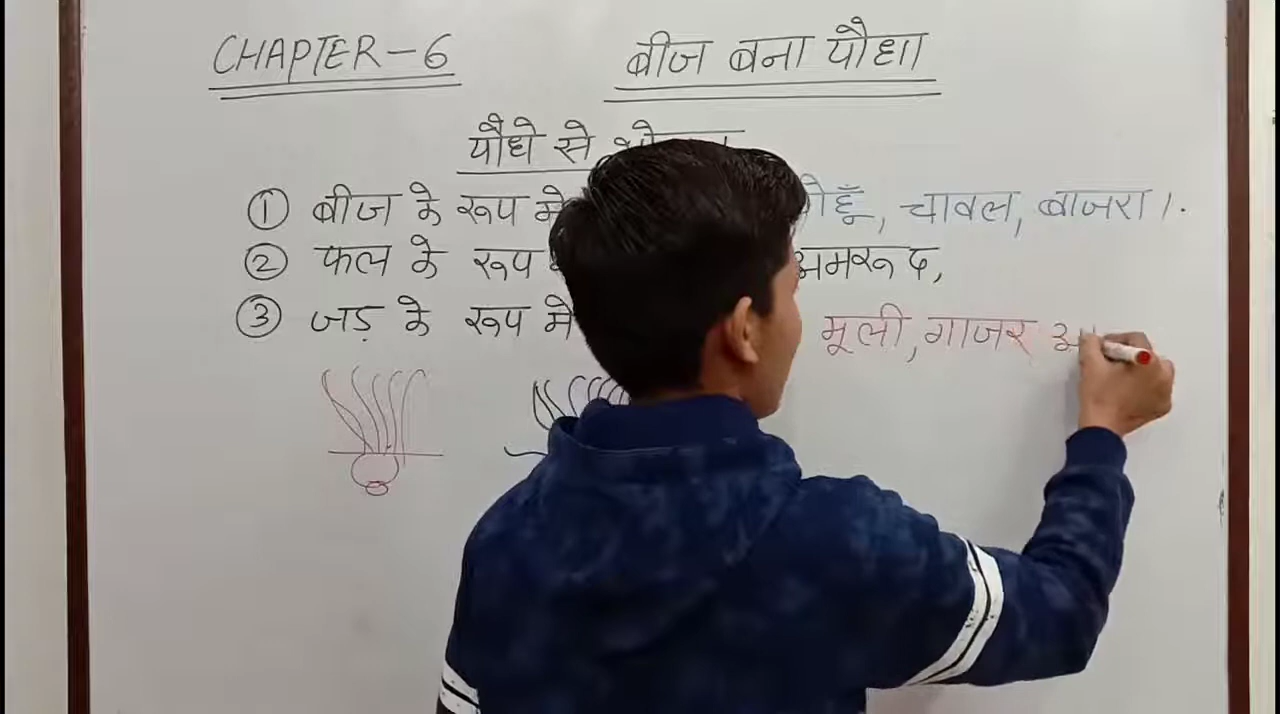 CHAPTER-6 बीज बना पौधा
पौधे से
① बीज के रूप में चावल, बाजरा।
② फल के रूप अमरूद,
③ जड़ के रूप में मूली, गाजर